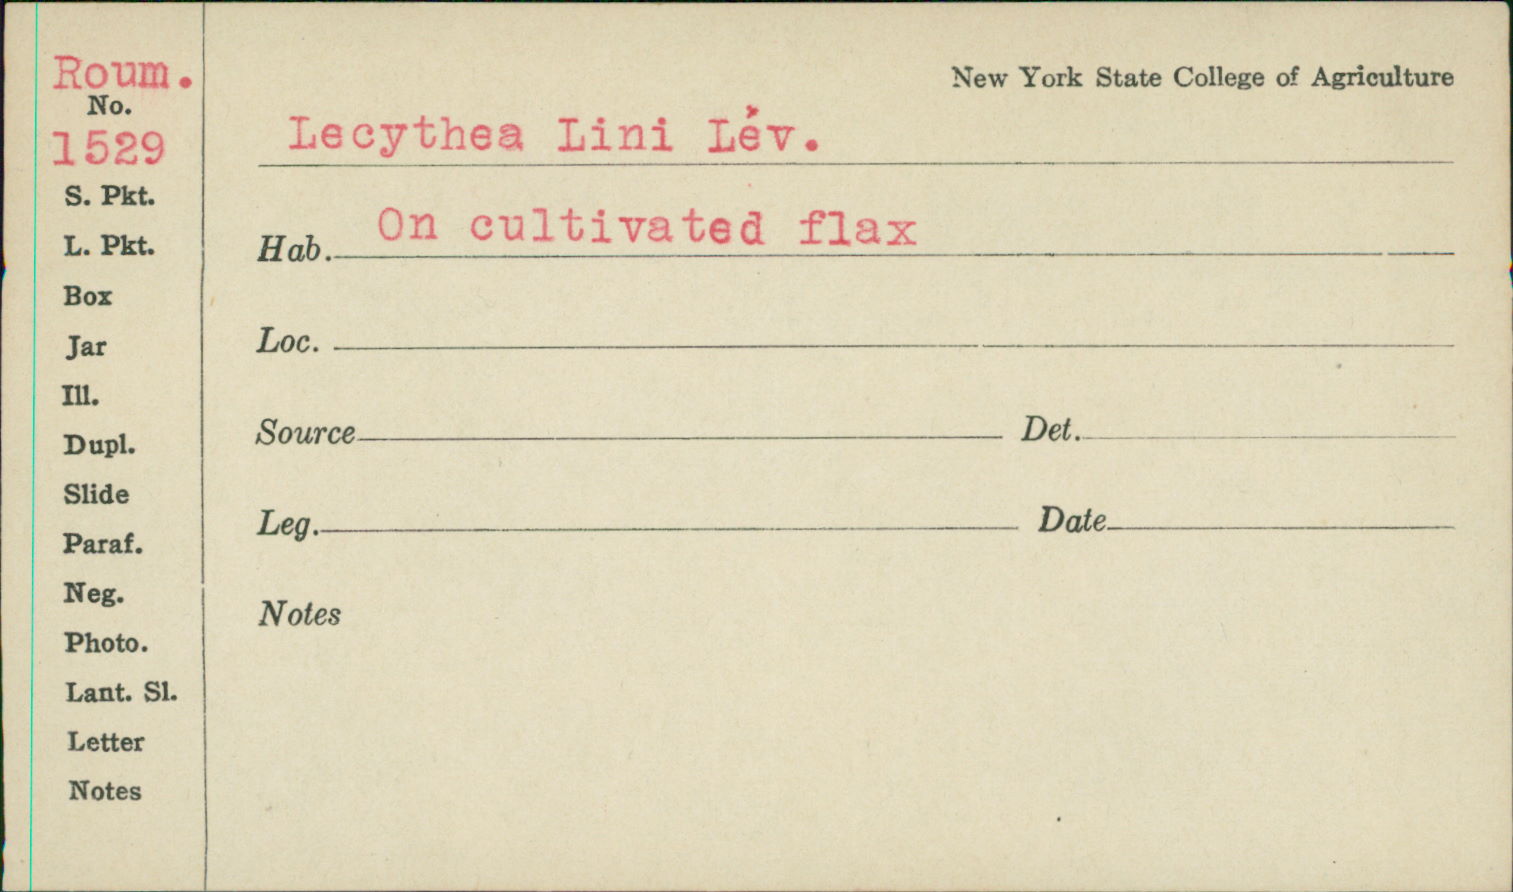 Roum.
No.
1529
S. Pkt.
L. Pkt.
Box
Jar
Ill.
Dupl.
Slide
Paraf.
Neg.
Photo.
Lant. Sl.
Letter
Notes
New York State College of Agriculture
Lecythea Lini Lév.
Hab. On cultivated flax
Loc.
Source Det.
Leg. Date
Notes